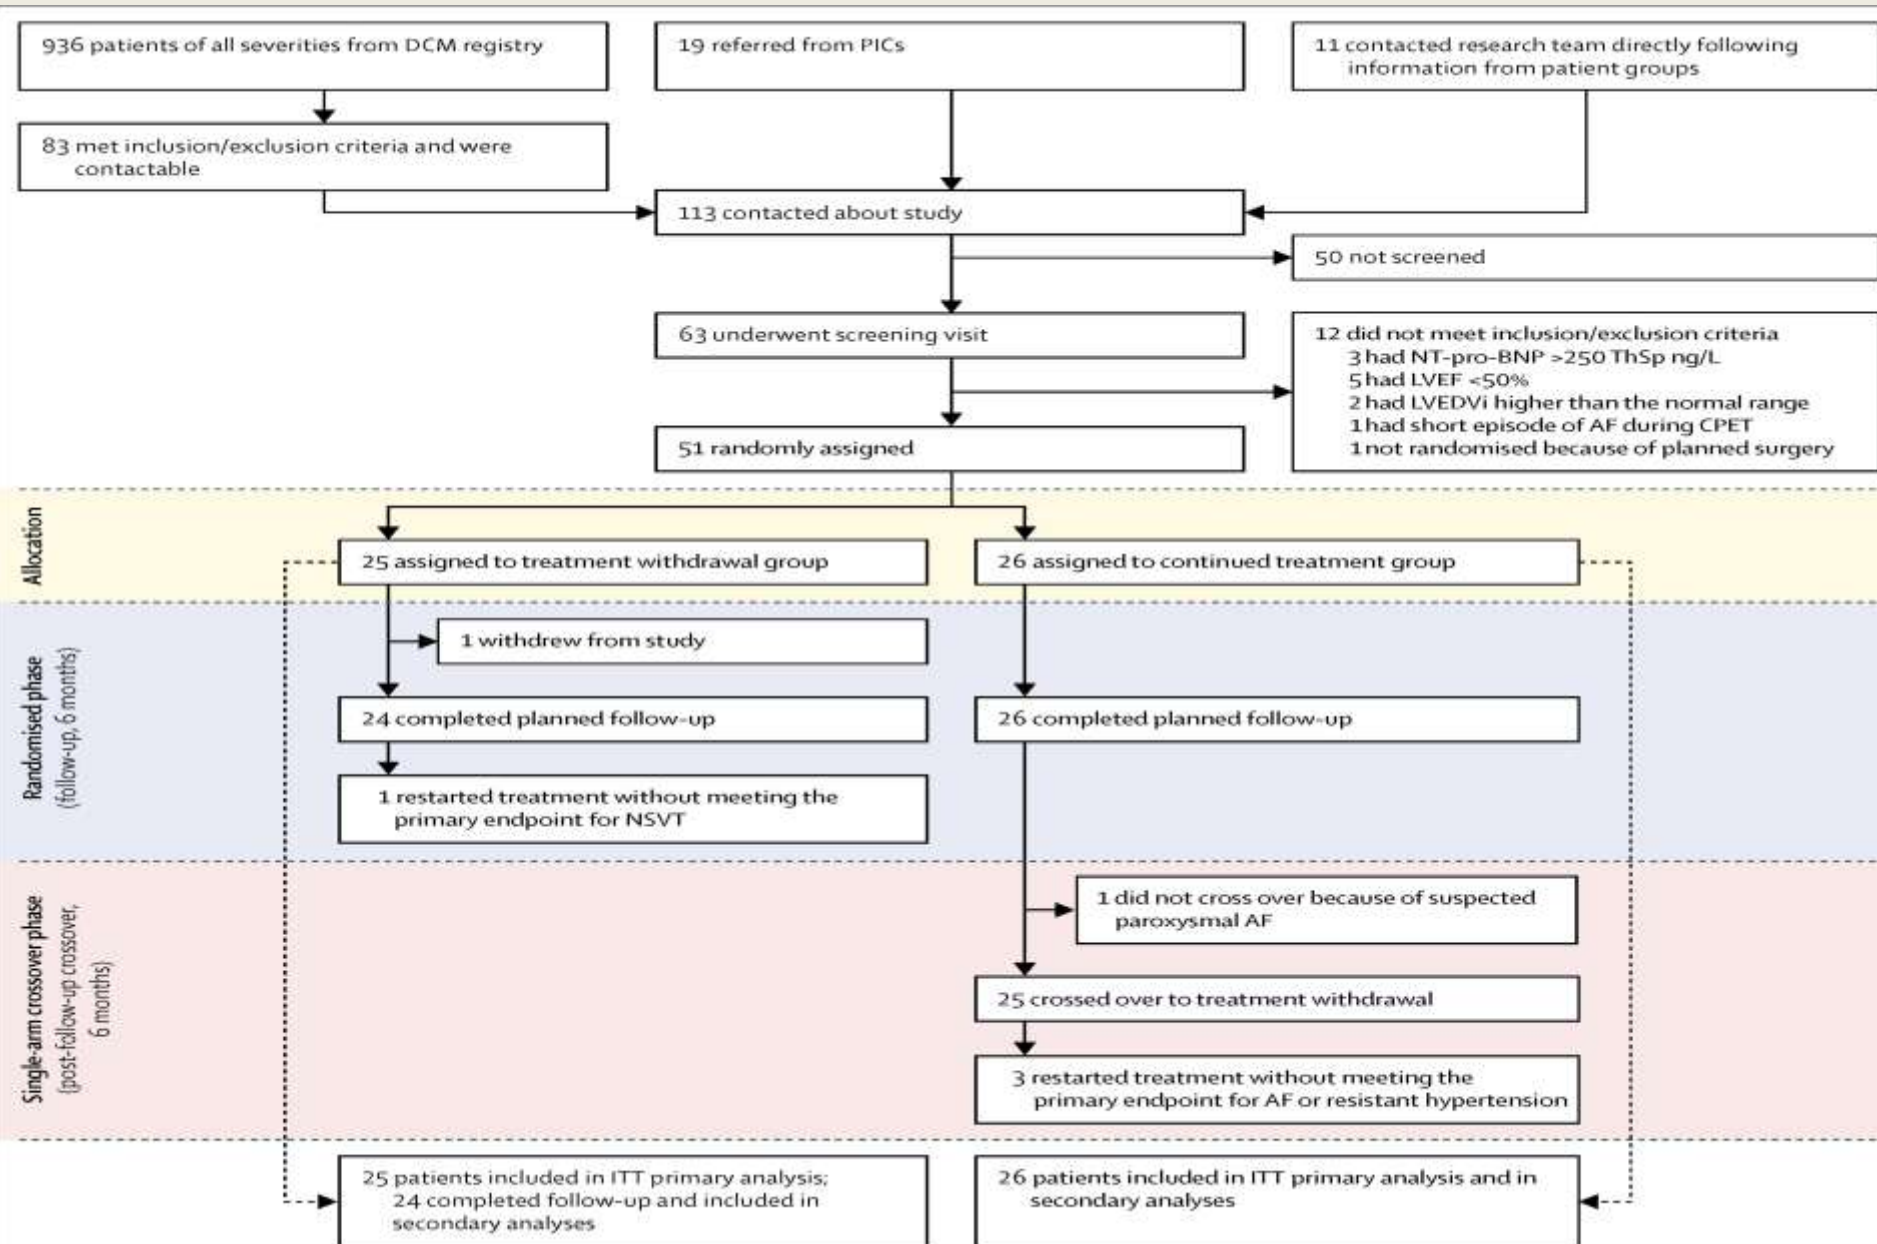 936 patients of all severities from DCM registry
19 referred from PICs
11 contacted research team directly following
information from patient groups
83 met inclusion/exclusion criteria and were
contactable
113 contacted about study
50 not screened
63 underwent screening visit
12 did not meet inclusion/exclusion criteria
3 had NT-pro-BNP >250 ThSp ng/L
5 had LVEF <50%
2 had LVEDVi higher than the normal range
1 had short episode of AF during CPET
1 not randomised because of planned surgery
51 randomly assigned
Allocation
25 assigned to treatment withdrawal group
26 assigned to continued treatment group
Randomised phase
(follow-up, 6 months)
1 withdrew from study
24 completed planned follow-up
26 completed planned follow-up
1 restarted treatment without meeting the
primary endpoint for NSVT
Single-arm crossover phase
(post-follow-up crossover,
6 months)
1 did not cross over because of suspected
paroxysmal AF
25 crossed over to treatment withdrawal
3 restarted treatment without meeting the
primary endpoint for AF or resistant hypertension
25 patients included in ITT primary analysis;
24 completed follow-up and included in
secondary analyses
26 patients included in ITT primary analysis and in
secondary analyses